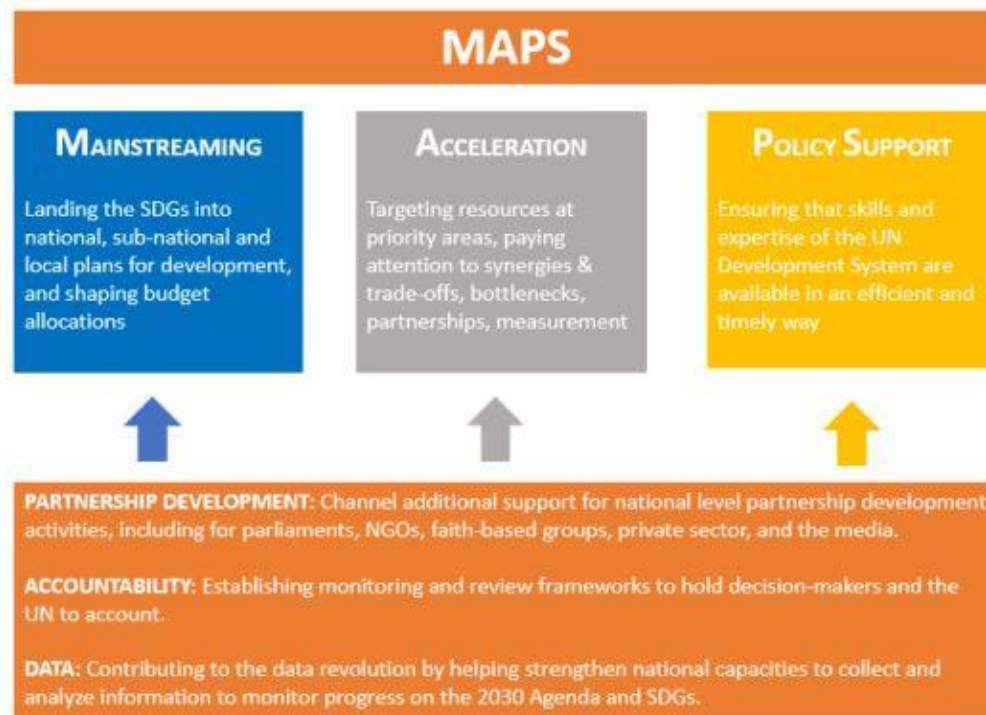 MAPS
MAINSTREAMING
Landing the SDGs into
national, sub-national and
local plans for development,
and shaping budget
allocations
ACCELERATION
Targeting resources at
priority areas, paying
attention to synergies &
trade-offs, bottlenecks,
partnerships, measurement
POLICY SUPPORT
Ensuring that skills and
expertise of the UN
Development System are
available in an efficient and
timely way
PARTNERSHIP DEVELOPMENT: Channel additional support for national level partnership development
activities, including for parliaments, NGOs, faith-based groups, private sector, and the media.
ACCOUNTABILITY: Establishing monitoring and review frameworks to hold decision-makers and the
UN to account.
DATA: Contributing to the data revolution by helping strengthen national capacities to collect and
analyze information to monitor progress on the 2030 Agenda and SDGs.